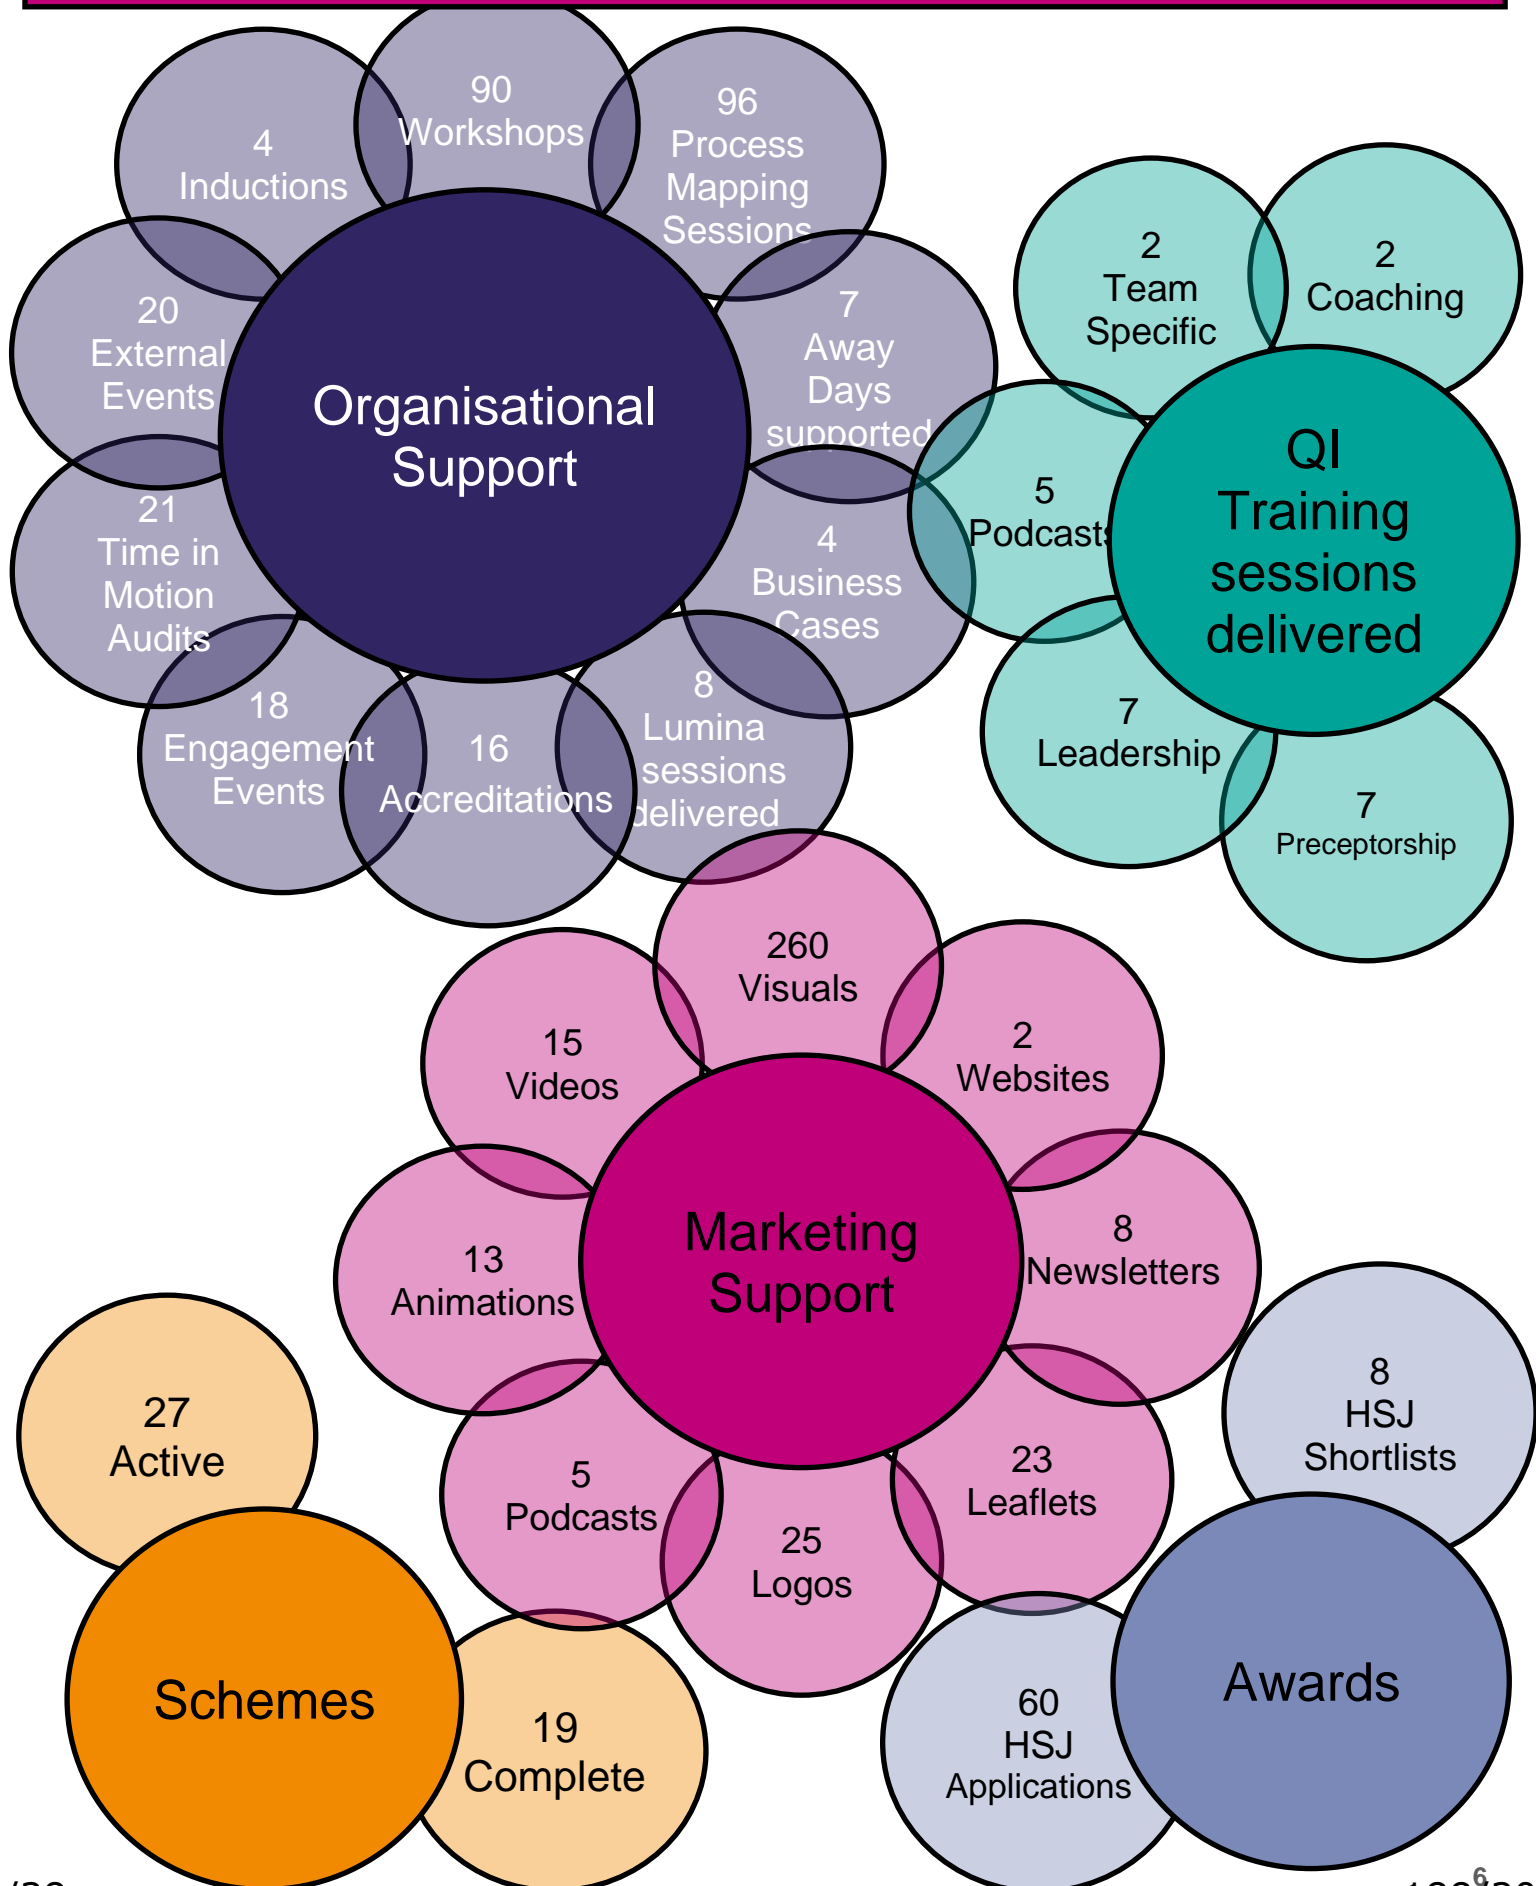 90
Workshops
4
Inductions
96
Process
Mapping
Sessions
20
External
Events
7
Away
Days
supported
Organisational
Support
21
Time in
Motion
Audits
4
Business
Cases
18
Engagement
Events
16
Accreditations
8
Lumina
sessions
delivered
2
Team
Specific
2
Coaching
5
Podcasts
QI
Training
sessions
delivered
7
Leadership
7
Preceptorship
260
Visuals
15
Videos
2
Websites
13
Animations
Marketing
Support
8
Newsletters
5
Podcasts
25
Logos
23
Leaflets
27
Active
Schemes
19
Complete
8
HSJ
Shortlists
60
HSJ
Applications
Awards
6